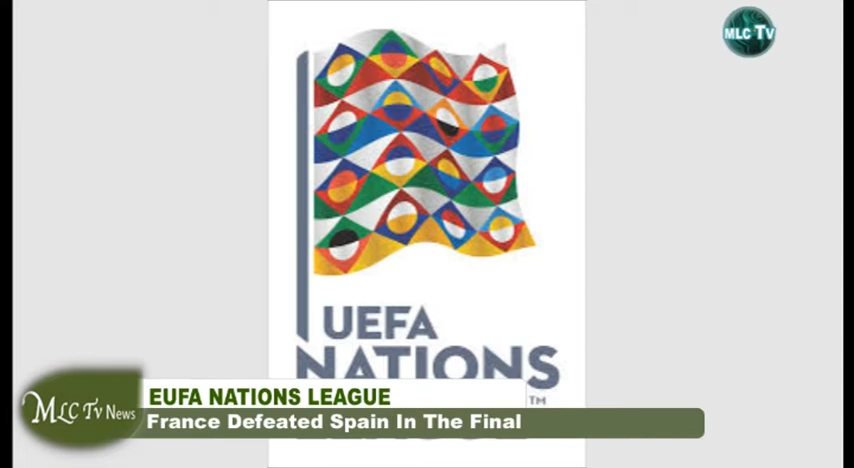 MLC Tv
UEFA
NATIONS
TM
EUFA NATIONS LEAGUE
MLC Tv News
France Defeated Spain In The Final